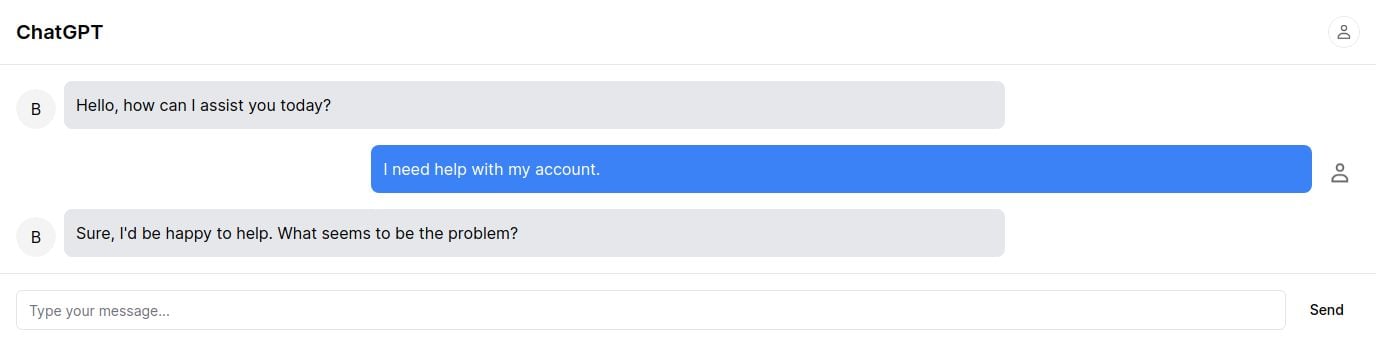 ChatGPT
B
Hello, how can I assist you today?
I need help with my account.
B
Sure, I'd be happy to help. What seems to be the problem?
Type your message...
Send